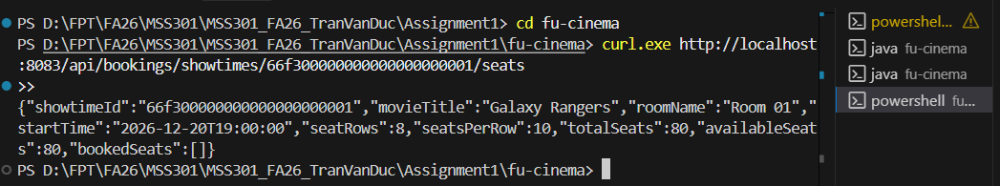 PS D:\FPT\FA26\MSS301\MSS301_FA26_TranVanDuc\Assignment1> cd fu-cinema
PS D:\FPT\FA26\MSS301\MSS301_FA26_TranVanDuc\Assignment1\fu-cinema> curl.exe http://localhost
:8083/api/bookings/showtimes/66f300000000000000000001/seats
>>
{"showtimeId":"66f300000000000000000001","movieTitle":"Galaxy Rangers","roomName":"Room 01","
startTime":"2026-12-20T19:00:00","seatRows":8,"seatsPerRow":10,"totalSeats":80,"availableSeat
s":80,"bookedSeats":[]}
PS D:\FPT\FA26\MSS301\MSS301_FA26_TranVanDuc\Assignment1\fu-cinema>
powershel...
java fu-cinema
java fu-cinema
powershell fu...